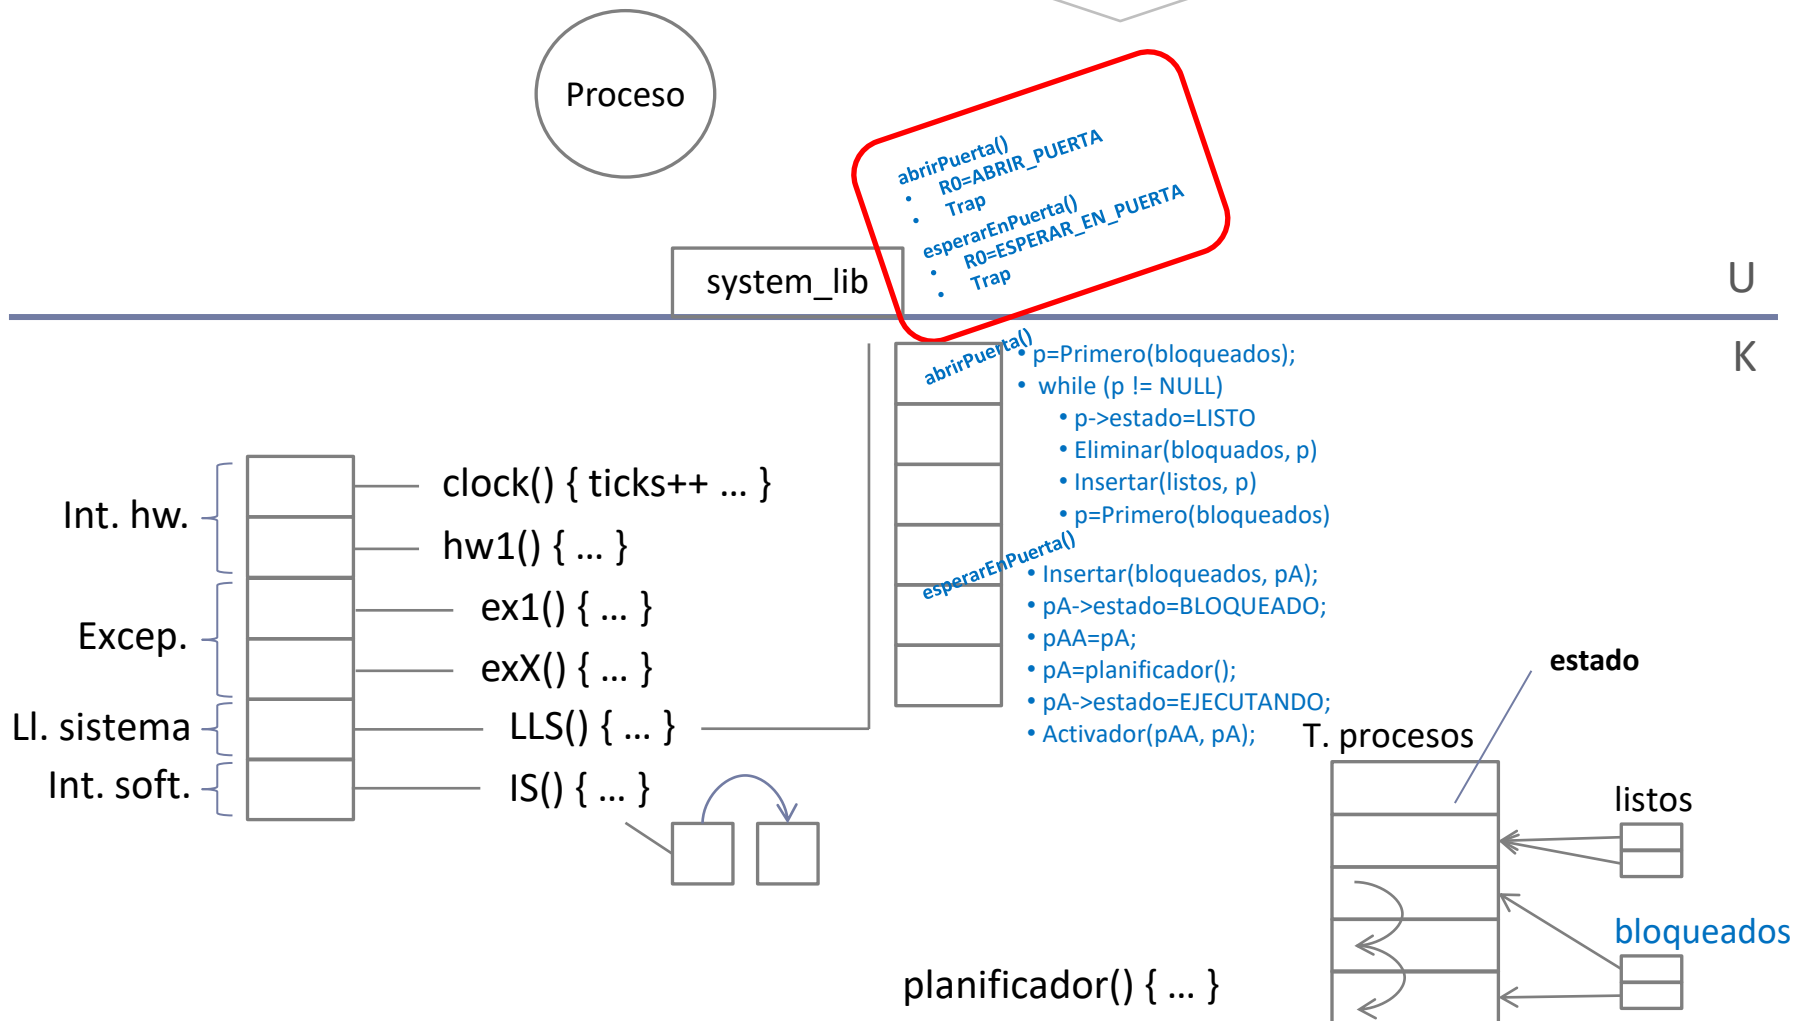 Proceso
abrirPuerta()
• R0=ABRIR_PUERTA
• Trap
esperarEnPuerta()
• R0=ESPERAR_EN_PUERTA
• Trap
system_lib
U
K
abrirPuerta()
• p=Primero(bloqueados);
• while (p != NULL)
• p->estado=LISTO
• Eliminar(bloquados, p)
• Insertar(listos, p)
• p=Primero(bloqueados)
esperarEnPuerta()
• Insertar(bloqueados, pA);
• pA->estado=BLOQUEADO;
• pAA=pA;
• pA=planificador();
• pA->estado=EJECUTANDO;
• Activador(pAA, pA);
Int. hw.
clock() { ticks++ ... }
hw1() { ... }
Excep.
ex1() { ... }
exX() { ... }
Ll. sistema
LLS() { ... }
Int. soft.
IS() { ... }
estado
T. procesos
listos
bloqueados
planificador() { ... }